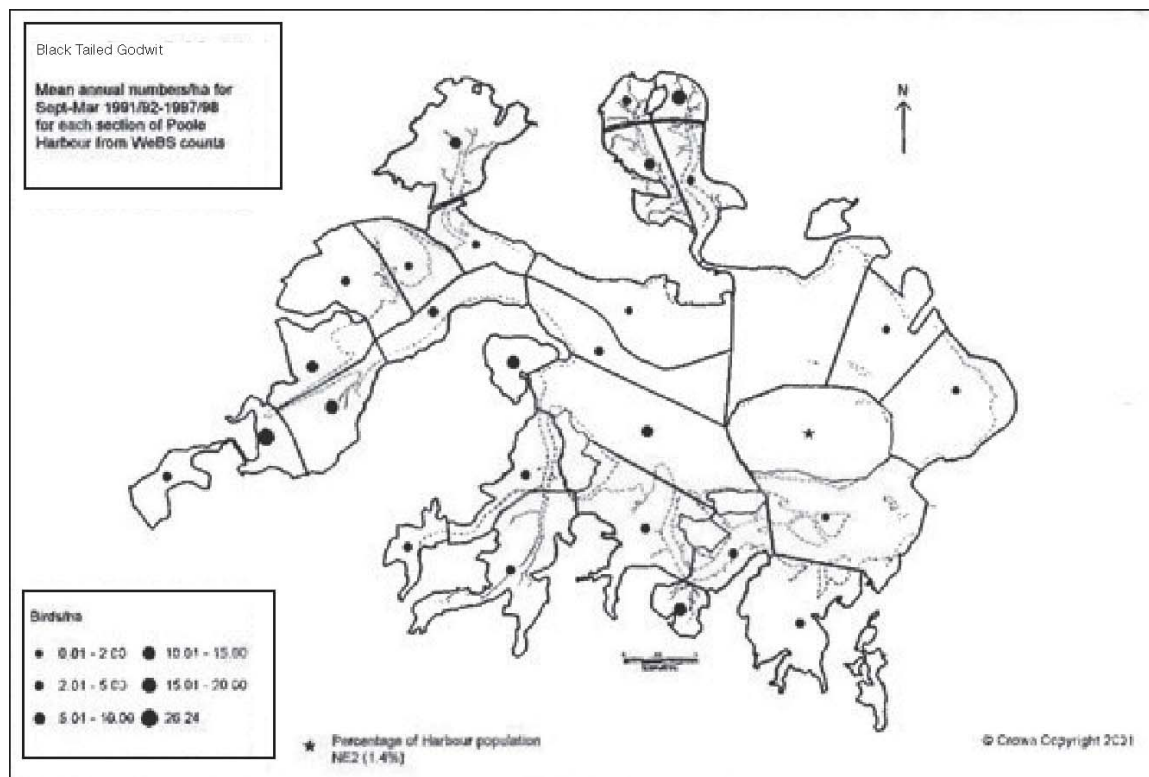 Black Tailed Godwit
Mean annual numbers/ha for
Sept-Mar 1991/92-1997/98
for each section of Poole
Harbour from WeBS counts
N
Birds/ha
0.01 - 2.00
10.01 - 15.00
2.01 - 5.00
15.01 - 20.00
5.01 - 10.00
26.24
Percentage of Harbour population
NE2 (1.4%)
© Crown Copyright 2001